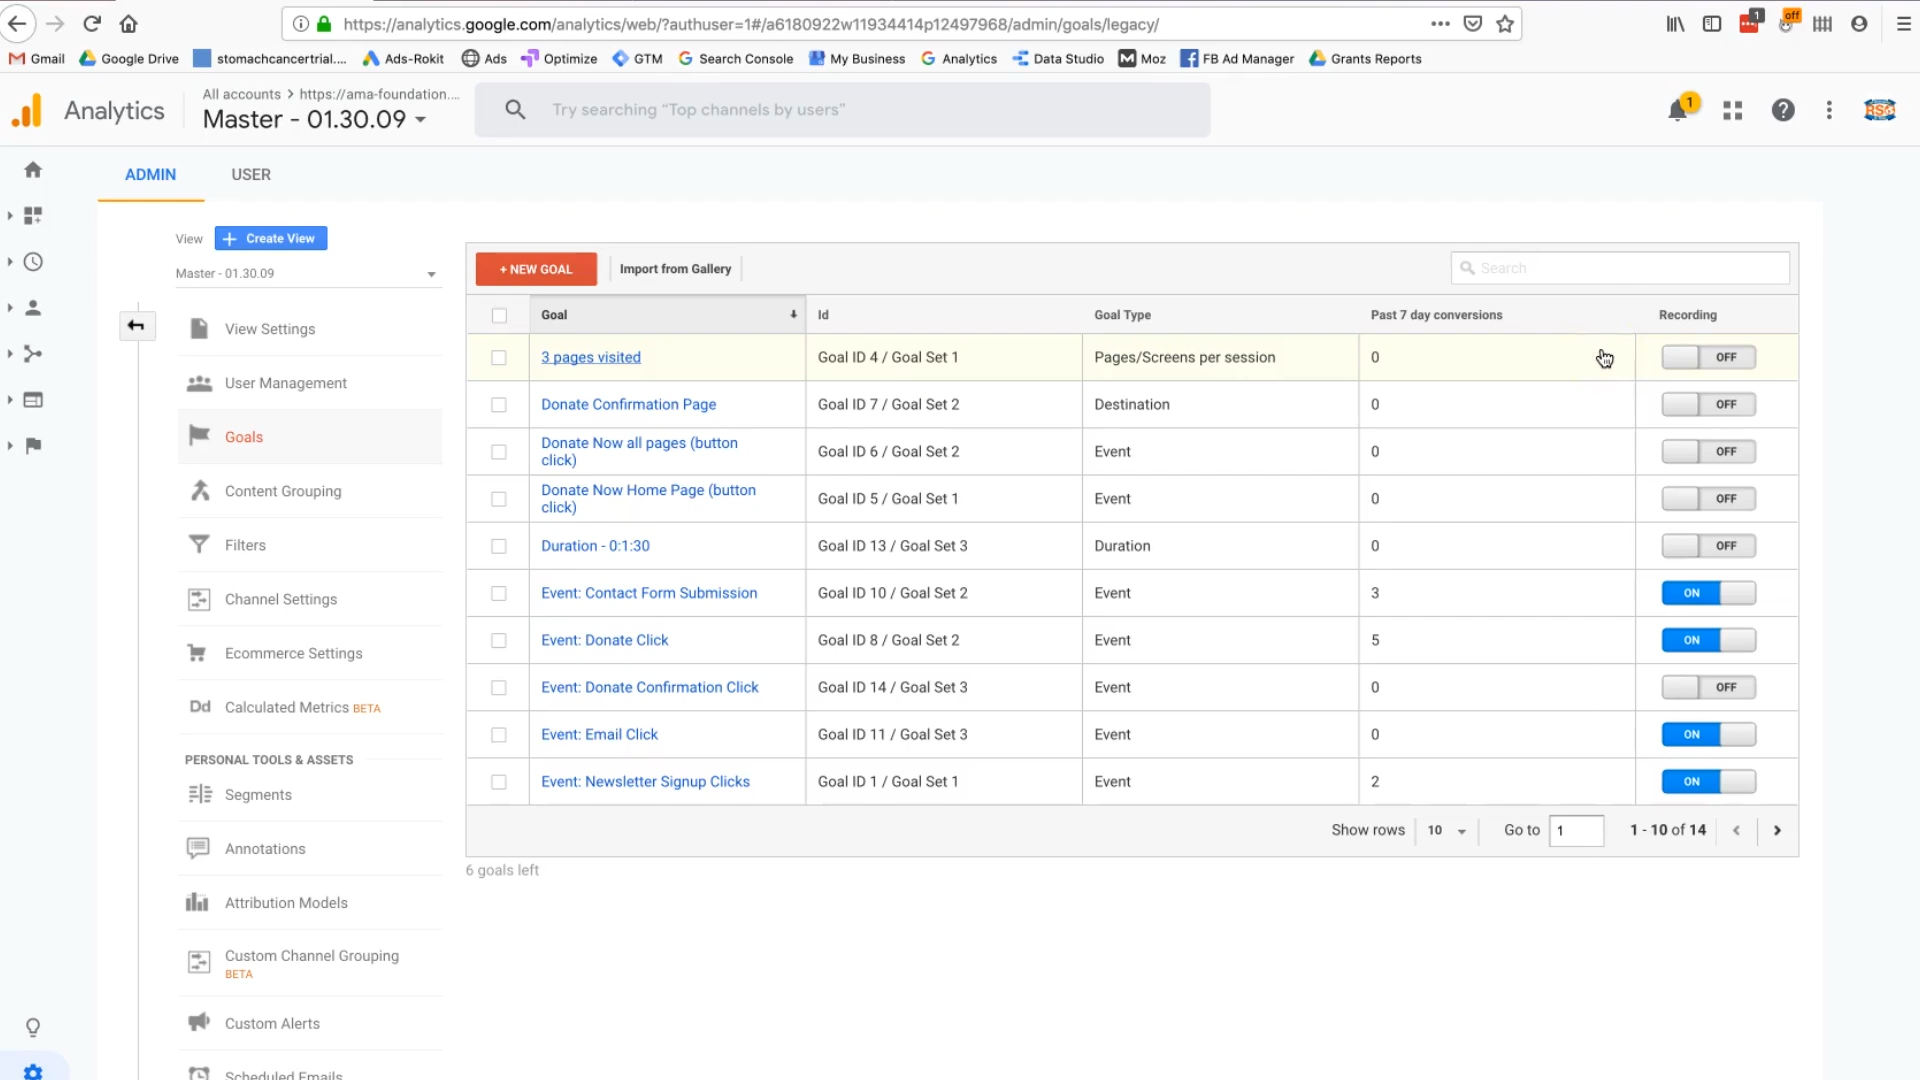 https://analytics.google.com/analytics/web/?authuser=1#/a6180922w11934414p12497968/admin/goals/legacy/
1
off
Gmail
Google Drive
stomachcancertrial....
Ads-Rokit
Ads
Optimize
GTM
Search Console
My Business
Analytics
Data Studio
Moz
FB Ad Manager
Grants Reports
Analytics
All accounts > https://ama-foundation....
Master - 01.30.09
Try searching “Top channels by users”
1
RSO
ADMIN
USER
View
+ Create View
Master - 01.30.09
View Settings
User Management
Goals
Content Grouping
Filters
Channel Settings
Ecommerce Settings
Dd Calculated Metrics BETA
PERSONAL TOOLS & ASSETS
Segments
Annotations
Attribution Models
Custom Channel Grouping
BETA
Custom Alerts
Scheduled Emails
+ NEW GOAL
Import from Gallery
Search
Goal Id Goal Type Past 7 day conversions Recording
3 pages visited Goal ID 4 / Goal Set 1 Pages/Screens per session 0 OFF
Donate Confirmation Page Goal ID 7 / Goal Set 2 Destination 0 OFF
Donate Now all pages (button
click) Goal ID 6 / Goal Set 2 Event 0 OFF
Donate Now Home Page (button
click) Goal ID 5 / Goal Set 1 Event 0 OFF
Duration - 0:1:30 Goal ID 13 / Goal Set 3 Duration 0 OFF
Event: Contact Form Submission Goal ID 10 / Goal Set 2 Event 3 ON
Event: Donate Click Goal ID 8 / Goal Set 2 Event 5 ON
Event: Donate Confirmation Click Goal ID 14 / Goal Set 3 Event 0 OFF
Event: Email Click Goal ID 11 / Goal Set 3 Event 0 ON
Event: Newsletter Signup Clicks Goal ID 1 / Goal Set 1 Event 2 ON
Show rows 10 Go to 1 1 - 10 of 14
6 goals left